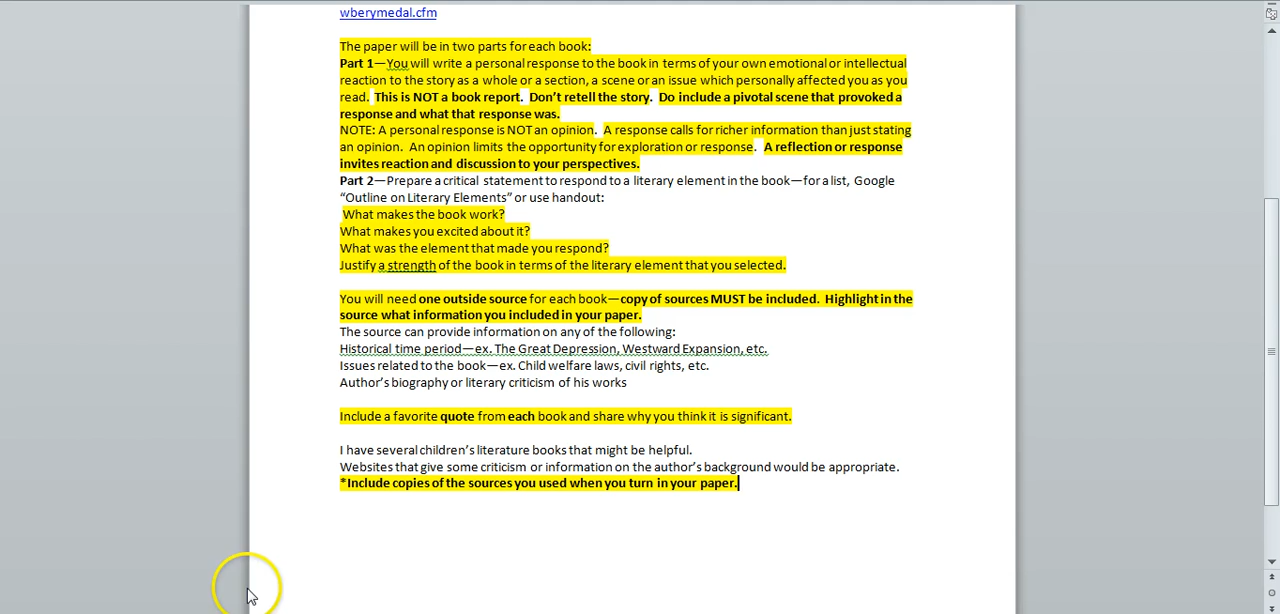 wberymedal.cfm
The paper will be in two parts for each book:
Part 1—You will write a personal response to the book in terms of your own emotional or intellectual
reaction to the story as a whole or a section, a scene or an issue which personally affected you as you
read.  This is NOT a book report.  Don't retell the story.  Do include a pivotal scene that provoked a
response and what that response was.
NOTE: A personal response is NOT an opinion.  A response calls for richer information than just stating
an opinion.  An opinion limits the opportunity for exploration or response.  A reflection or response
invites reaction and discussion to your perspectives.
Part 2—Prepare a critical statement to respond to a literary element in the book—for a list, Google
“Outline on Literary Elements” or use handout:
What makes the book work?
What makes you excited about it?
What was the element that made you respond?
Justify a strength of the book in terms of the literary element that you selected.
You will need one outside source for each book—copy of sources MUST be included.  Highlight in the
source what information you included in your paper.
The source can provide information on any of the following:
Historical time period—ex. The Great Depression, Westward Expansion, etc.
Issues related to the book—ex. Child welfare laws, civil rights, etc.
Author's biography or literary criticism of his works
Include a favorite quote from each book and share why you think it is significant.
I have several children's literature books that might be helpful.
Websites that give some criticism or information on the author's background would be appropriate.
*Include copies of the sources you used when you turn in your paper.